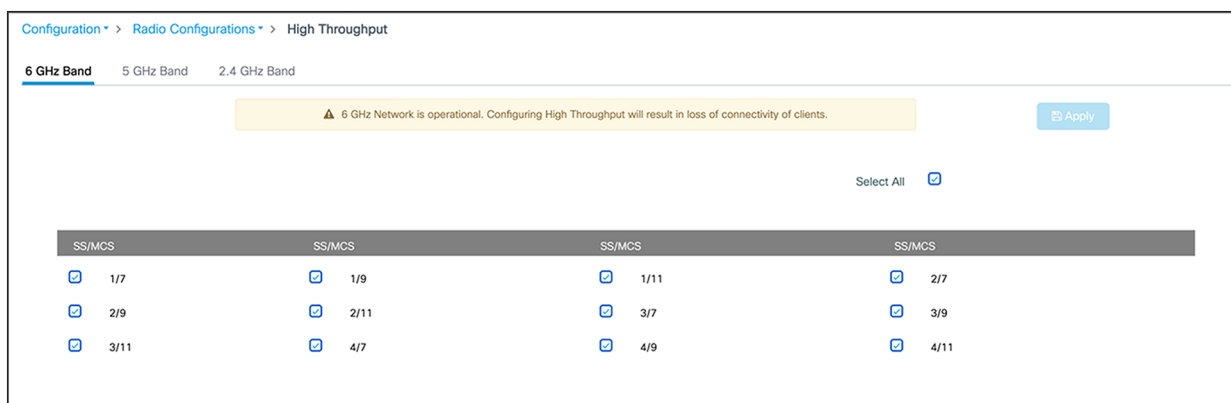 Configuration > Radio Configurations > High Throughput
6 GHz Band 5 GHz Band 2.4 GHz Band
6 GHz Network is operational. Configuring High Throughput will result in loss of connectivity of clients.
Apply
Select All
SS/MCS SS/MCS SS/MCS SS/MCS
1/7 1/9 1/11 2/7
2/9 2/11 3/7 3/9
3/11 4/7 4/9 4/11